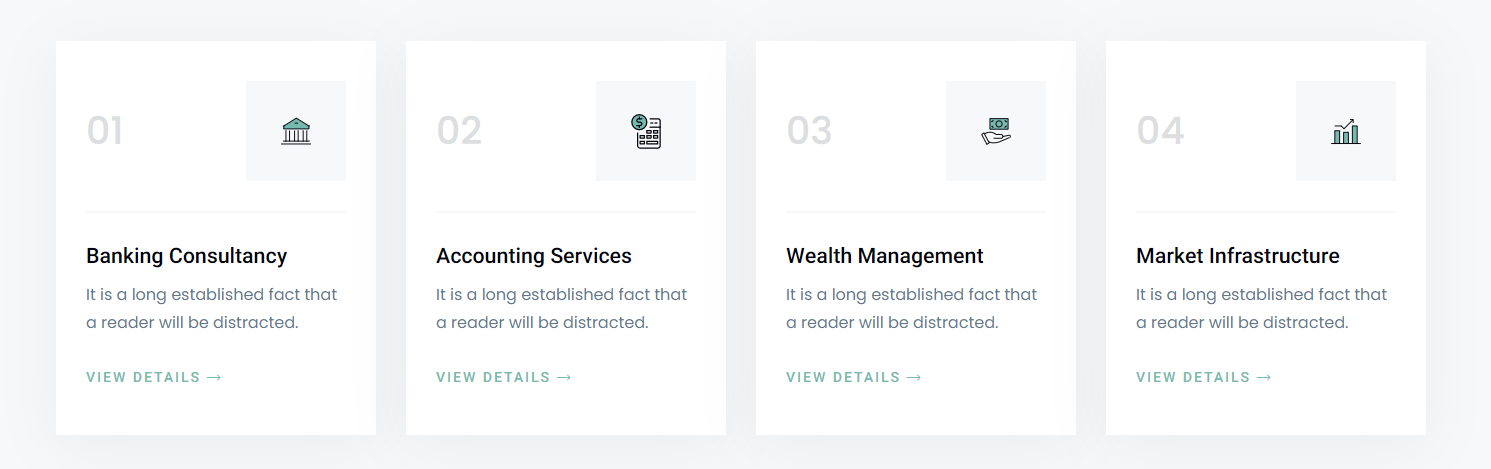 01
Banking Consultancy
It is a long established fact that
a reader will be distracted.
VIEW DETAILS →
02
$
Accounting Services
It is a long established fact that
a reader will be distracted.
VIEW DETAILS →
03
Wealth Management
It is a long established fact that
a reader will be distracted.
VIEW DETAILS →
04
Market Infrastructure
It is a long established fact that
a reader will be distracted.
VIEW DETAILS →